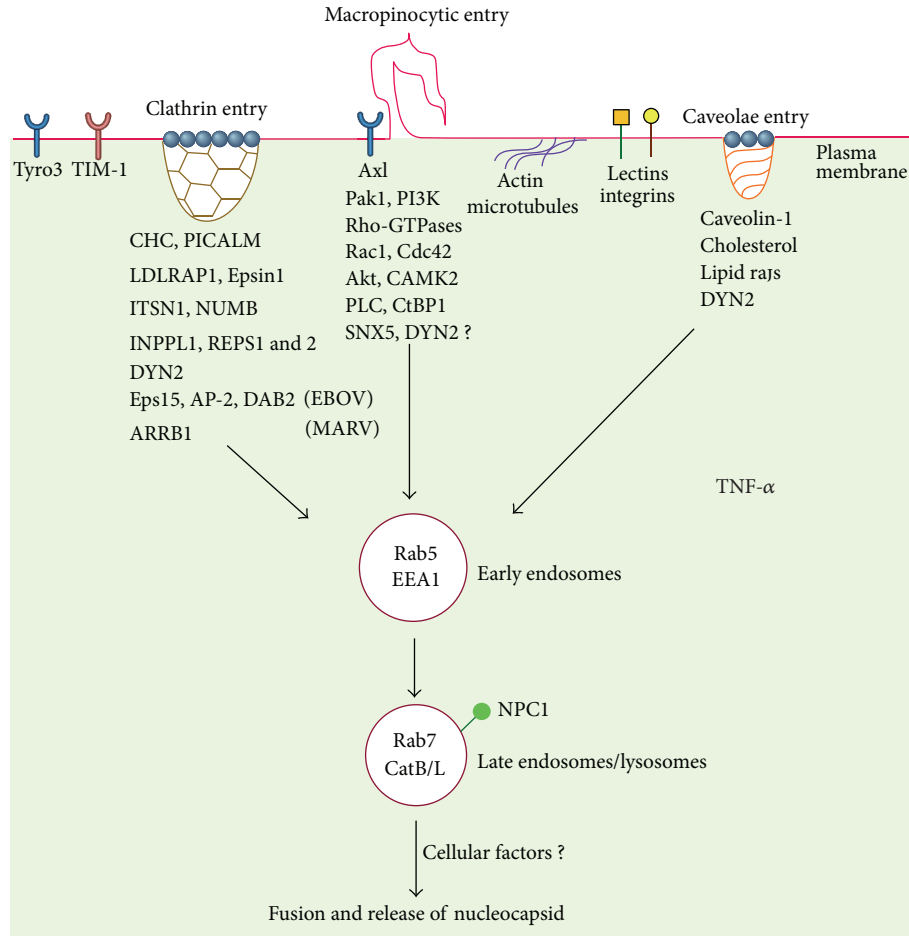 Macropinocytic entry
Clathrin entry
Caveolae entry
Tyro3 TIM-1
Axl
Actin
microtubules
Lectins
integrins
Plasma
membrane
CHC, PICALM
LDLRAP1, Epsin1
ITSN1, NUMB
INPPL1, REPS1 and 2
DYN2
Eps15, AP-2, DAB2
ARRB1
(EBOV)
(MARV)
Pak1, PI3K
Rho-GTPases
Rac1, Cdc42
Akt, CAMK2
PLC, CtBP1
SNX5, DYN2 ?
Caveolin-1
Cholesterol
Lipid raJs
DYN2
TNF-α
Rab5
EEA1
Early endosomes
NPC1
Rab7
CatB/L
Late endosomes/lysosomes
Cellular factors ?
Fusion and release of nucleocapsid